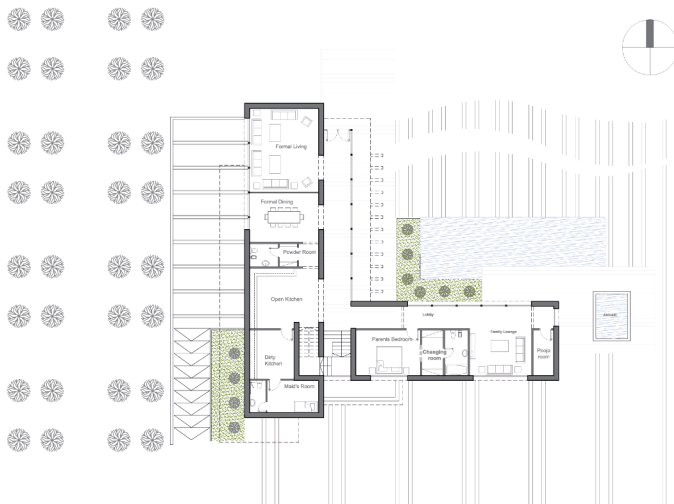 Formal Living
Formal Dining
Powder Room
Open Kitchen
Lobby
Family Lounge
Parents Bedroom
Changing
room
Pooja
room
Dirty
Kitchen
Maid's Room